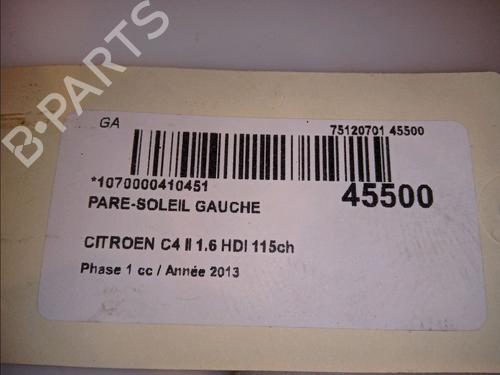 GA
75120701 45500
*1070000410451
45500
PARE-SOLEIL GAUCHE
CITROEN C4 II 1.6 HDI 115ch
Phase 1 cc / Année 2013
B-PARTS